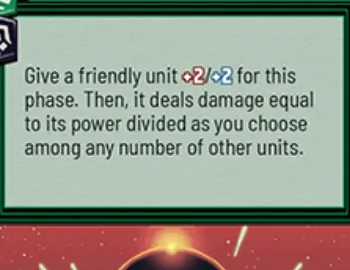 Give a friendly unit +2/+2 for this
phase. Then, it deals damage equal
to its power divided as you choose
among any number of other units.